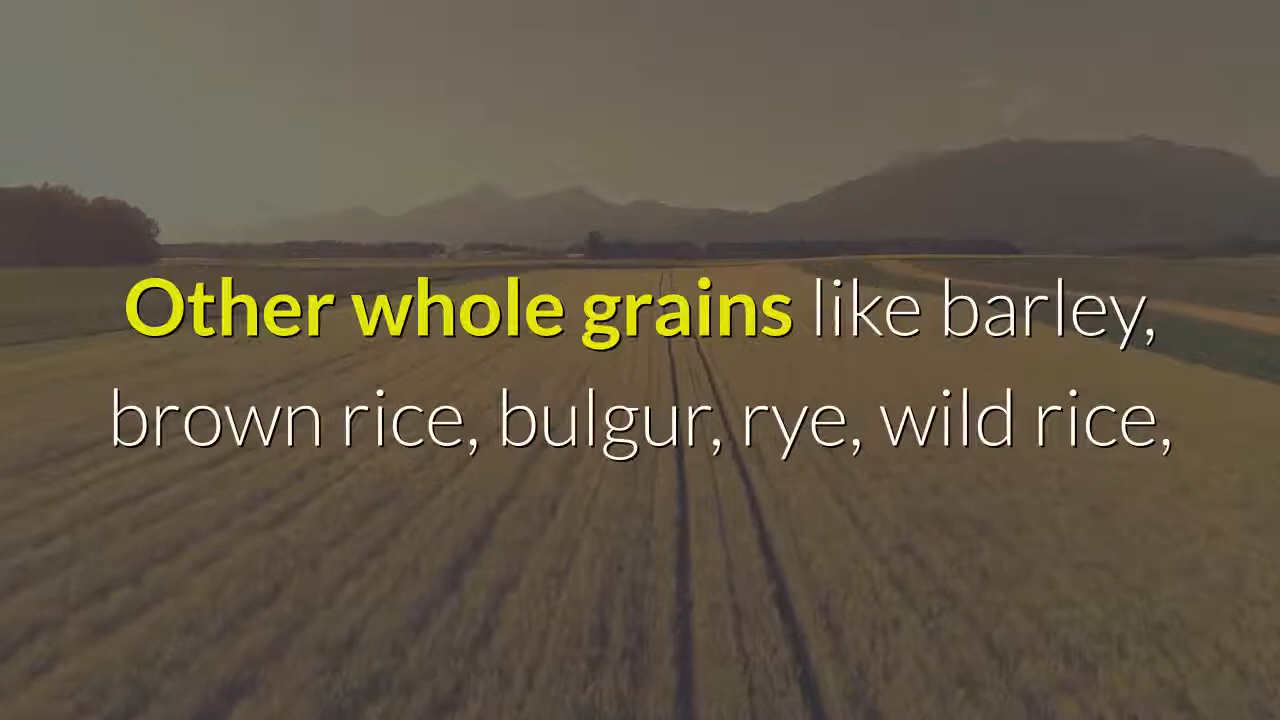 Other whole grains like barley,
brown rice, bulgur, rye, wild rice,